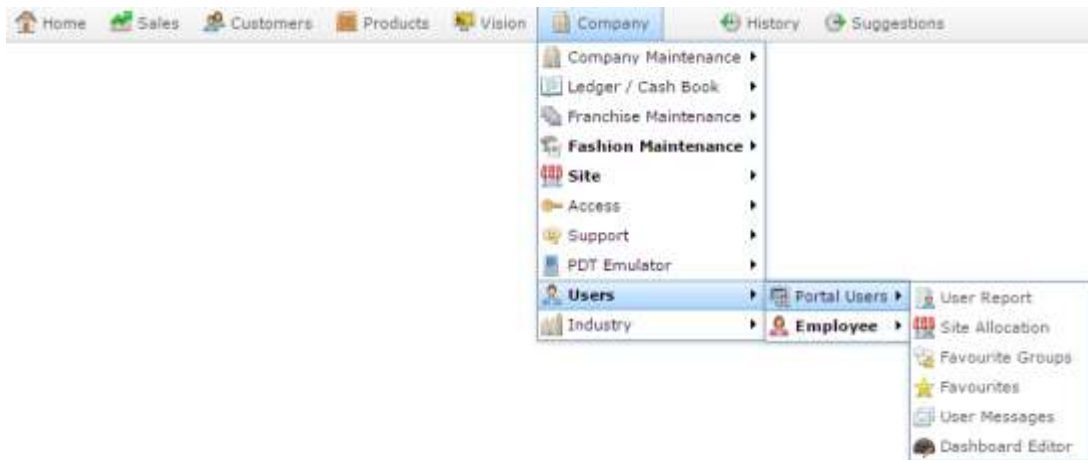 Home Sales Customers Products Vision Company History Suggestions
Company Maintenance
Ledger / Cash Book
Franchise Maintenance
Fashion Maintenance
Site
Access
Support
PDT Emulator
Users Portal Users User Report
Industry Employee Site Allocation
Favourite Groups
Favourites
User Messages
Dashboard Editor